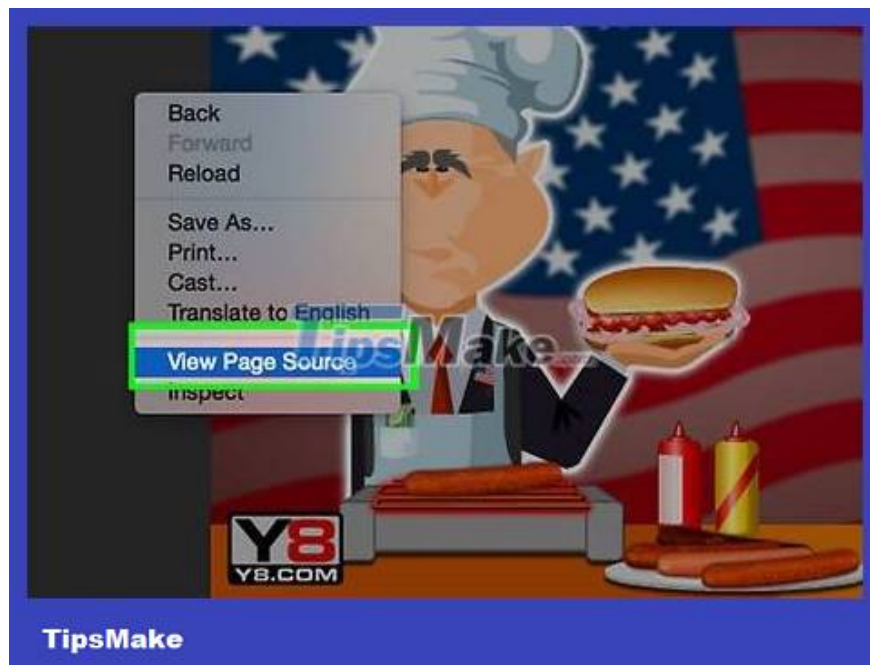 Back
Forward
Reload
Save As...
Print...
Cast...
Translate to English
TipsMake.com
View Page Source
Inspect
Y8
Y8.COM
TipsMake